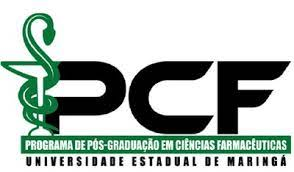 PCF
PROGRAMA DE PÓS-GRADUAÇÃO EM CIÊNCIAS FARMACÊUTICAS
UNIVERSIDADE ESTADUAL DE MARINGÁ